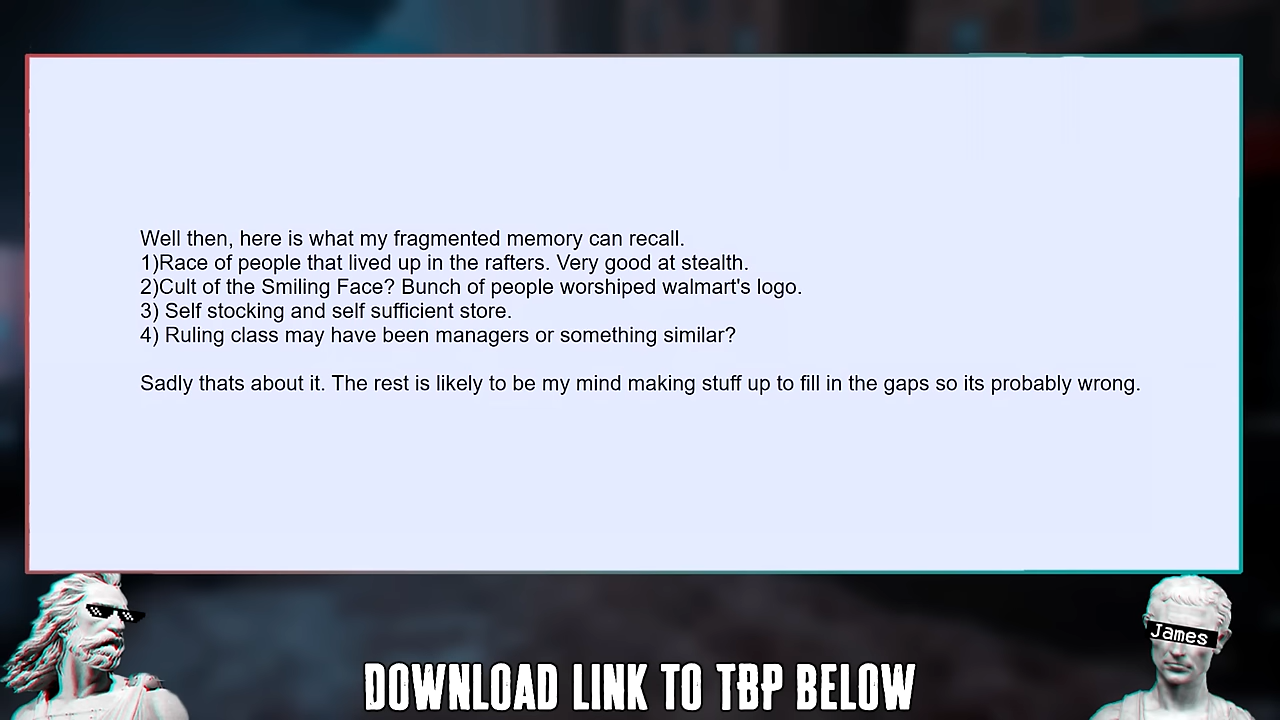 Well then, here is what my fragmented memory can recall.
1)Race of people that lived up in the rafters. Very good at stealth.
2)Cult of the Smiling Face? Bunch of people worshiped walmart's logo.
3) Self stocking and self sufficient store.
4) Ruling class may have been managers or something similar?
Sadly thats about it. The rest is likely to be my mind making stuff up to fill in the gaps so its probably wrong.
James
DOWNLOAD LINK TO TBP BELOW